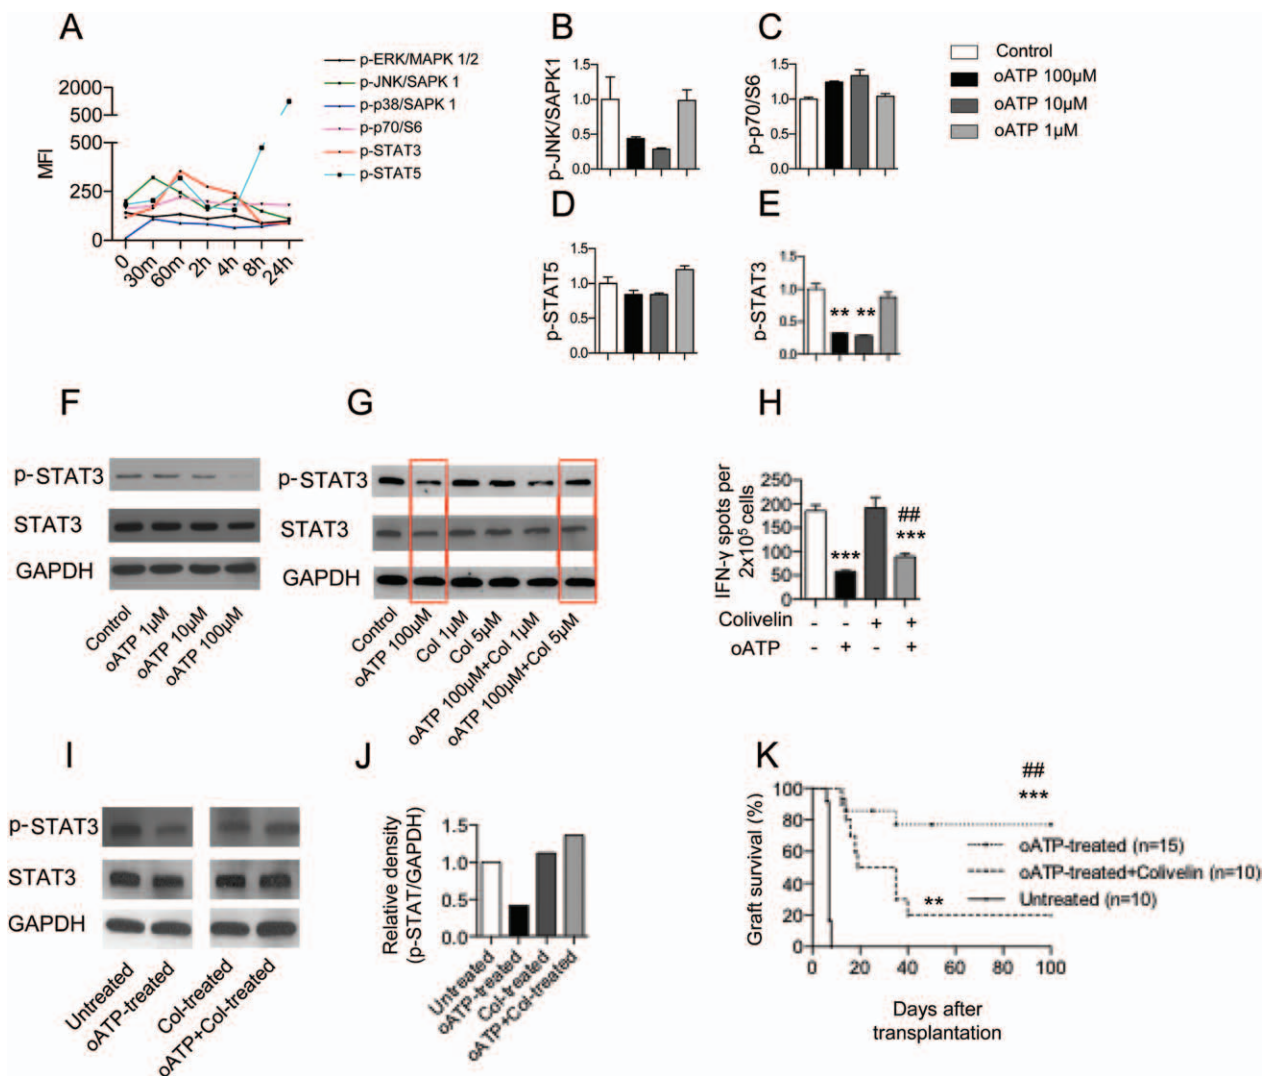 A
p-ERK/MAPK 1/2
p-JNK/SAPK 1
p-p38/SAPK 1
p-p70/S6
p-STAT3
p-STAT5
MFI
2000
500
500
250
0
0
30m
60m
2h
4h
8h
24h
B
p-JNK/SAPK1
1.5
1.0
0.5
0.0
C
p-p70/S6
1.5
1.0
0.5
0.0
Control
oATP 100µM
oATP 10µM
oATP 1µM
D
p-STAT5
1.5
1.0
0.5
0.0
E
p-STAT3
1.5
1.0
0.5
0.0
** **
F
p-STAT3
STAT3
GAPDH
Control
oATP 1µM
oATP 10µM
oATP 100µM
G
p-STAT3
STAT3
GAPDH
Control
oATP 100µM
Col 1µM
Col 5µM
oATP 100µM+Col 1µM
oATP 100µM+Col 5µM
H
IFN-γ spots per
2x10⁵ cells
250
200
150
100
50
0
***
##
***
Colivelin - - + +
oATP - + - +
I
p-STAT3
STAT3
GAPDH
Untreated
oATP-treated
Col-treated
oATP+Col-treated
J
Relative density
(p-STAT/GAPDH)
1.5
1.0
0.5
0.0
Untreated
oATP-treated
Col-treated
oATP+Col-treated
K
Graft survival (%)
100
80
60
40
20
0
##
***
oATP-treated (n=15)
oATP-treated+Colivelin (n=10)
Untreated (n=10)
**
0 20 40 60 80 100
Days after
transplantation